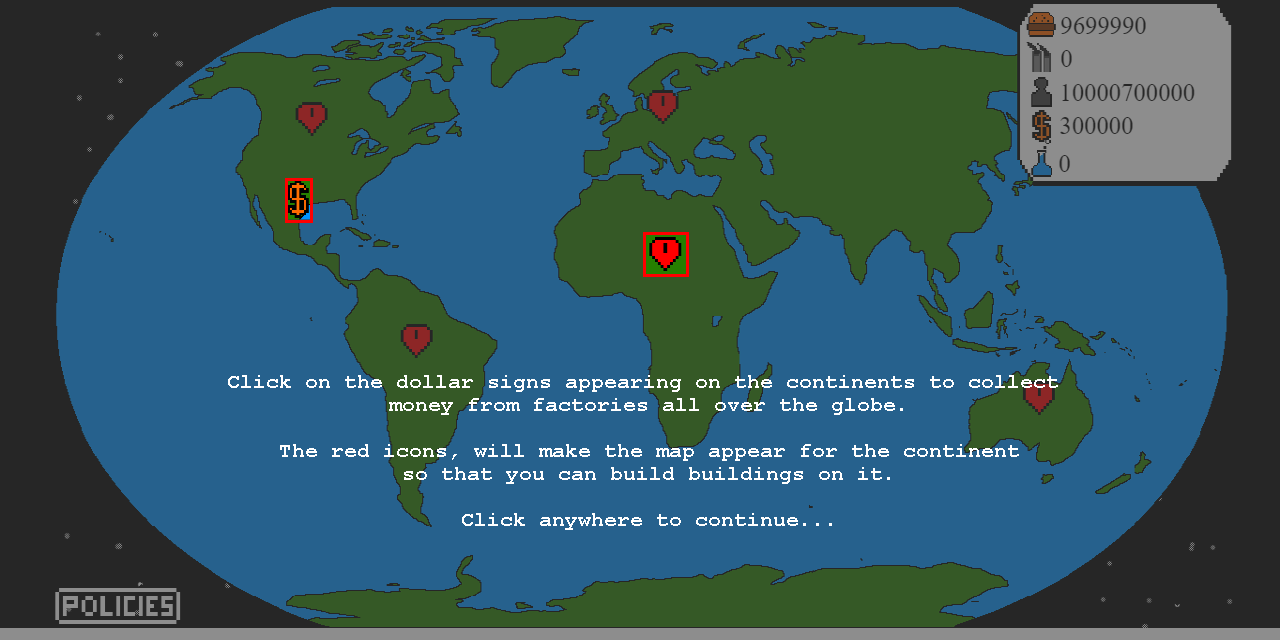 9699990
0
10000700000
300000
0
Click on the dollar signs appearing on the continents to collect
money from factories all over the globe.
The red icons, will make the map appear for the continent
so that you can build buildings on it.
Click anywhere to continue...
POLICIES